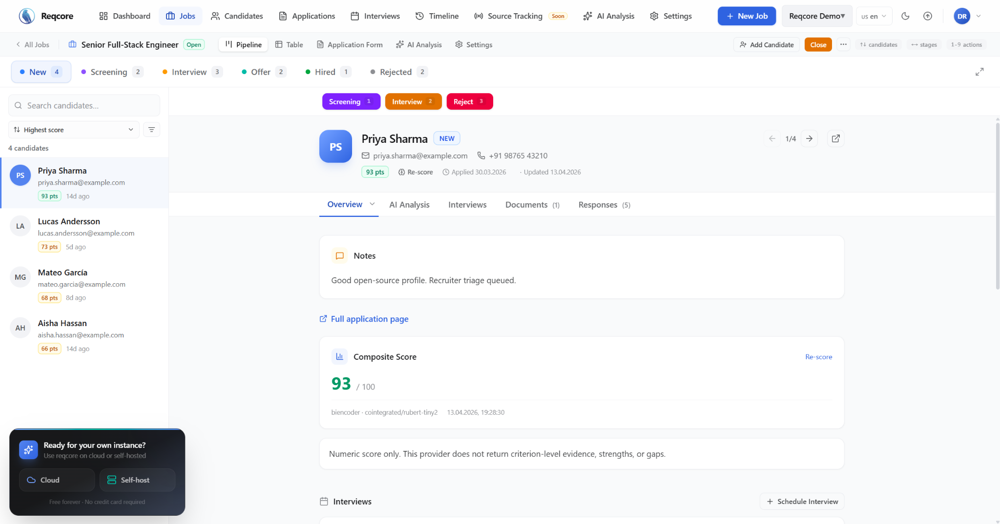 Reqcore
Dashboard
Jobs
Candidates
Applications
Interviews
Timeline
Source Tracking Soon
AI Analysis
Settings
+ New Job
Reqcore Demo▼
us en
DR
All Jobs
Senior Full-Stack Engineer Open
Pipeline
Table
Application Form
AI Analysis
Settings
Add Candidate
Close
↑↓ candidates
↔ stages
1-9 actions
New 4
Screening 2
Interview 3
Offer 2
Hired 1
Rejected 2
Search candidates...
Highest score
4 candidates
PS
Priya Sharma
priya.sharma@example.com
93 pts 14d ago
LA
Lucas Andersson
lucas.andersson@example.com
73 pts 5d ago
MG
Mateo García
mateo.garcia@example.com
68 pts 8d ago
AH
Aisha Hassan
aisha.hassan@example.com
66 pts 14d ago
Ready for your own instance?
Use reqcore on cloud or self-hosted
Cloud
Self-host
Free forever · No credit card required
Screening 1
Interview 2
Reject 3
PS
Priya Sharma NEW
1/4
priya.sharma@example.com +91 98765 43210
93 pts Re-score Applied 30.03.2026 · Updated 13.04.2026
Overview
AI Analysis
Interviews
Documents (1)
Responses (5)
Notes
Good open-source profile. Recruiter triage queued.
Full application page
Composite Score
Re-score
93 / 100
biencoder · cointegrated/rubert-tiny2 13.04.2026, 19:28:30
Numeric score only. This provider does not return criterion-level evidence, strengths, or gaps.
Interviews
+ Schedule Interview